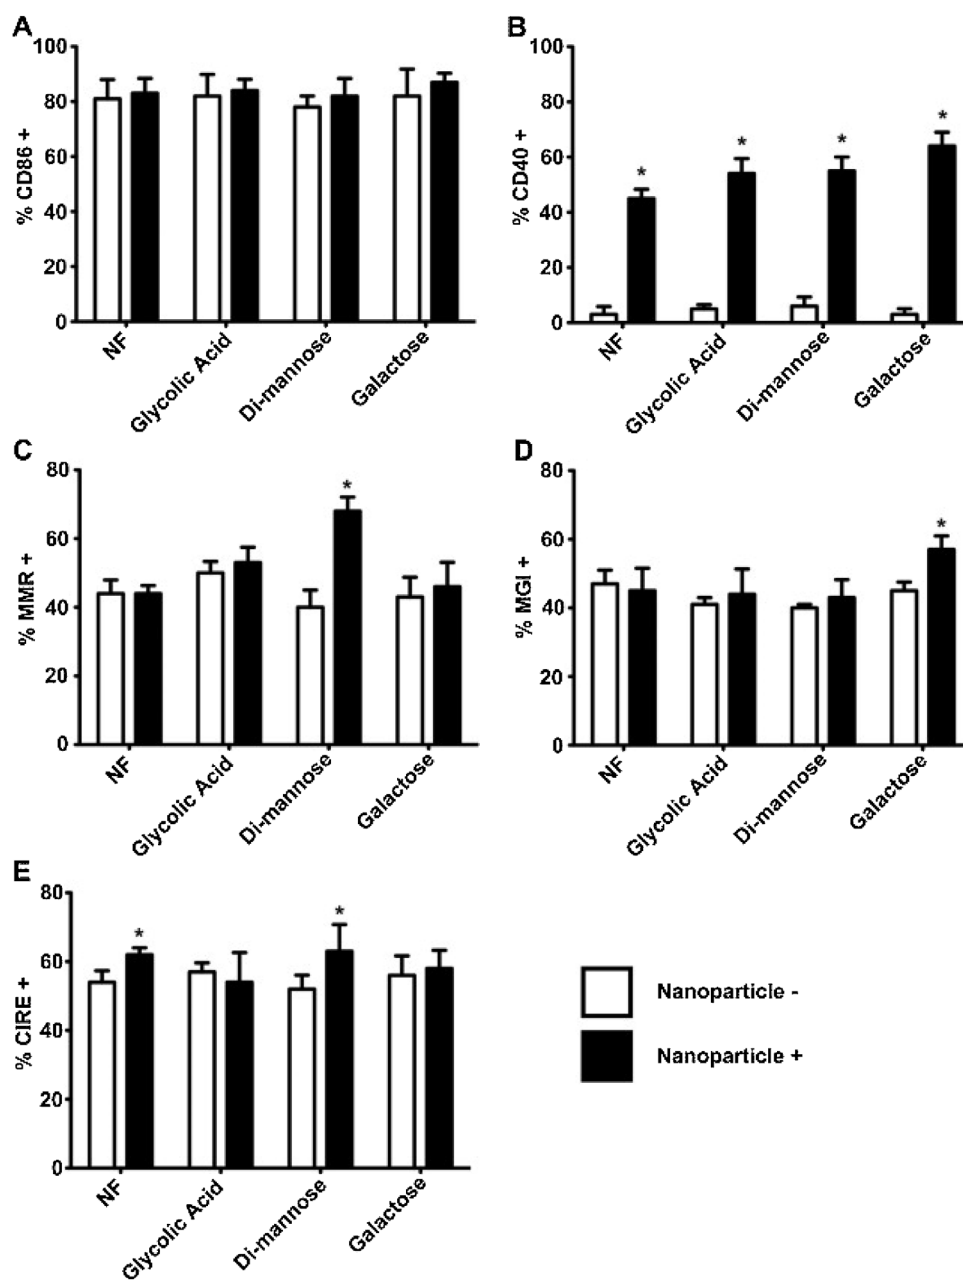 A
% CD86 +
100
80
60
40
20
0
NF
Glycolic Acid
Di-mannose
Galactose
B
% CD40 +
100
80
60
40
20
0
*
*
*
*
NF
Glycolic Acid
Di-mannose
Galactose
C
% MMR +
80
60
40
20
0
*
NF
Glycolic Acid
Di-mannose
Galactose
D
% MGl +
80
60
40
20
0
*
NF
Glycolic Acid
Di-mannose
Galactose
E
% CIRE +
80
60
40
20
0
*
*
NF
Glycolic Acid
Di-mannose
Galactose
Nanoparticle -
Nanoparticle +